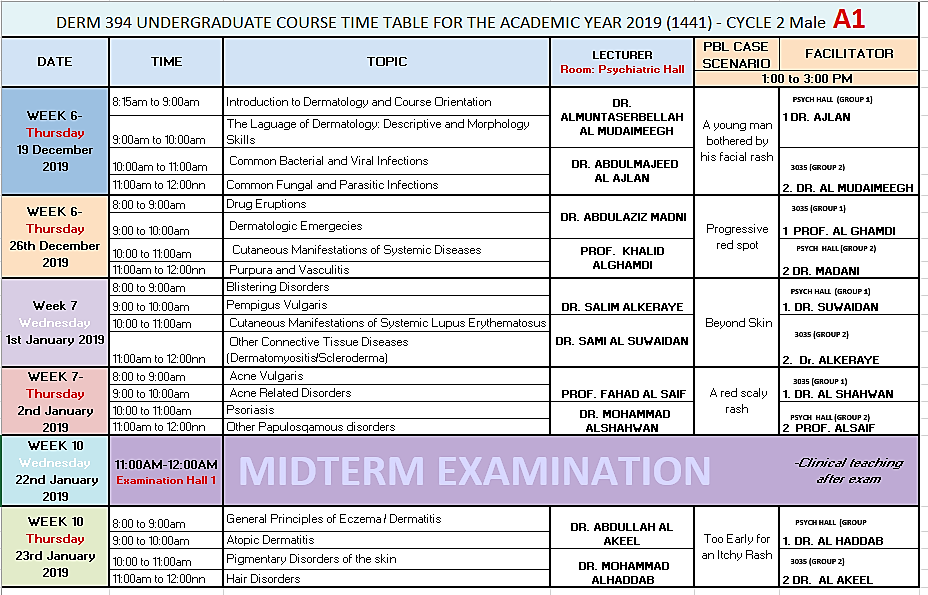 DERM 394 UNDERGRADUATE COURSE TIME TABLE FOR THE ACADEMIC YEAR 2019 (1441) - CYCLE 2 Male A1
DATE
TIME
TOPIC
LECTURER
Room: Psychiatric Hall
PBL CASE
SCENARIO
FACILITATOR
1:00 to 3:00 PM
WEEK 6-
Thursday
19 December
2019
8:15am to 9:00am
Introduction to Dermatology and Course Orientation
9:00am to 10:00am
The Laguage of Dermatology: Descriptive and Morphology
Skills
10:00am to 11:00am
Common Bacterial and Viral Infections
11:00am to 12:00nn
Common Fungal and Parasitic Infections
DR.
ALMUNTASERBELLAH
AL MUDAIMEEGH
DR. ABDULMAJEED
AL AJLAN
A young man
bothered by
his facial rash
PSYCH HALL (GROUP 1)
1 DR. AJLAN
3035 (GROUP 2)
2. DR. AL MUDAIMEEGH
WEEK 6-
Thursday
26th December
2019
8:00 to 9:00am
Drug Eruptions
9:00 to 10:00am
Dermatologic Emergecies
10:00 to 11:00am
Cutaneous Manifestations of Systemic Diseases
11:00am to 12:00nn
Purpura and Vasculitis
DR. ABDULAZIZ MADNI
PROF. KHALID
ALGHAMDI
Progressive
red spot
3035 (GROUP 1)
1 PROF. AL GHAMDI
PSYCH HALL (GROUP 2)
2 DR. MADANI
Week 7
Wednesday
1st January 2019
8:00 to 9:00am
Blistering Disorders
9:00 to 10:00am
Pempigus Vulgaris
10:00 to 11:00am
Cutaneous Manifestations of Systemic Lupus Erythematosus
11:00am to 12:00nn
Other Connective Tissue Diseases
(Dermatomyositis/Scleroderma)
DR. SALIM ALKERAYE
DR. SAMI AL SUWAIDAN
Beyond Skin
PSYCH HALL (GROUP 1)
1. DR. SUWAIDAN
3035 (GROUP 2)
2. Dr. ALKERAYE
WEEK 7-
Thursday
2nd January
2019
8:00 to 9:00am
Acne Vulgaris
9:00 to 10:00am
Acne Related Disorders
10:00 to 11:00am
Psoriasis
11:00am to 12:00nn
Other Papulosqamous disorders
PROF. FAHAD AL SAIF
DR. MOHAMMAD
ALSHAHWAN
A red scaly
rash
3035 (GROUP 1)
1. DR. AL SHAHWAN
PSYCH HALL (GROUP 2)
2 PROF. ALSAIF
WEEK 10
Wednesday
22nd January
2019
11:00AM-12:00AM
Examination Hall 1
MIDTERM EXAMINATION
-Clinical teaching
after exam
WEEK 10
Thursday
23rd January
2019
8:00 to 9:00am
General Principles of Eczema / Dermatitis
9:00 to 10:00am
Atopic Dermatitis
10:00 to 11:00am
Pigmentary Disorders of the skin
11:00am to 12:00nn
Hair Disorders
DR. ABDULLAH AL
AKEEL
DR. MOHAMMAD
ALHADDAB
Too Early for
an Itchy Rash
PSYCH HALL (GROUP
1. DR. AL HADDAB
3035 (GROUP 2)
2 DR. AL AKEEL